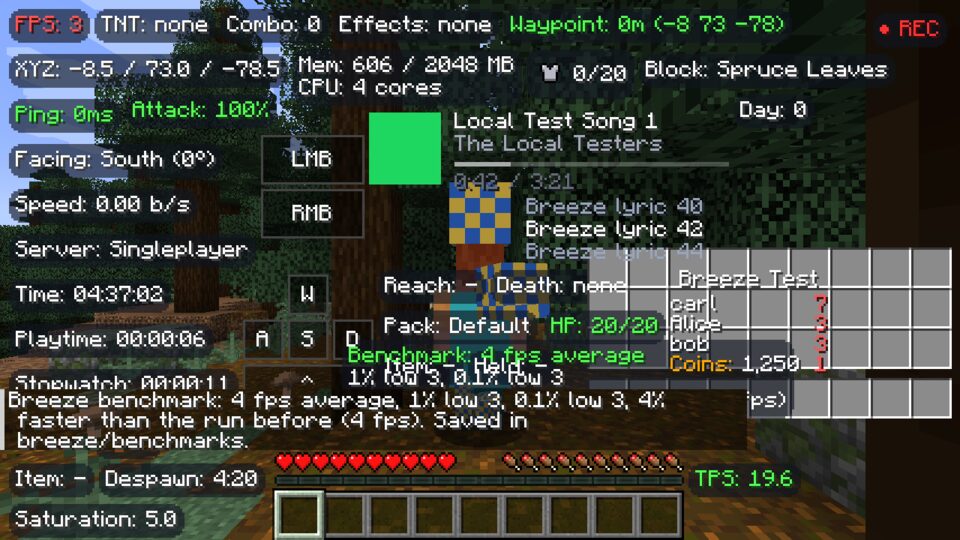 FPS: 3 TNT: none Combo: 0 Effects: none Waypoint: 0m (-8 73 -78) REC
XYZ: -8.5 / 73.0 / -78.5 Mem: 606 / 2048 MB 0/20 Block: Spruce Leaves
CPU: 4 cores
Ping: 0ms Attack: 100% Day: 0
Local Test Song 1
The Local Testers
Facing: South (0°) LMB
0:42 / 3:21
Speed: 0.00 b/s RMB
Breeze lyric 40
Breeze lyric 42
Breeze lyric 44
Server: Singleplayer
Breeze Test
Reach: - Death: none
Time: 04:37:02 W
carl 7
Alice 3
bob 3
Coins: 1,250 1
Pack: Default HP: 20/20
Playtime: 00:00:06 A S D
Benchmark: 4 fps average
Item: - Held: -
1% low 3, 0.1% low 3
Stopwatch: 00:00:11 ^
Breeze benchmark: 4 fps average, 1% low 3, 0.1% low 3, 4%
faster than the run before (4 fps). Saved in
breeze/benchmarks.
fps)
Item: - Despawn: 4:20 TPS: 19.6
Saturation: 5.0